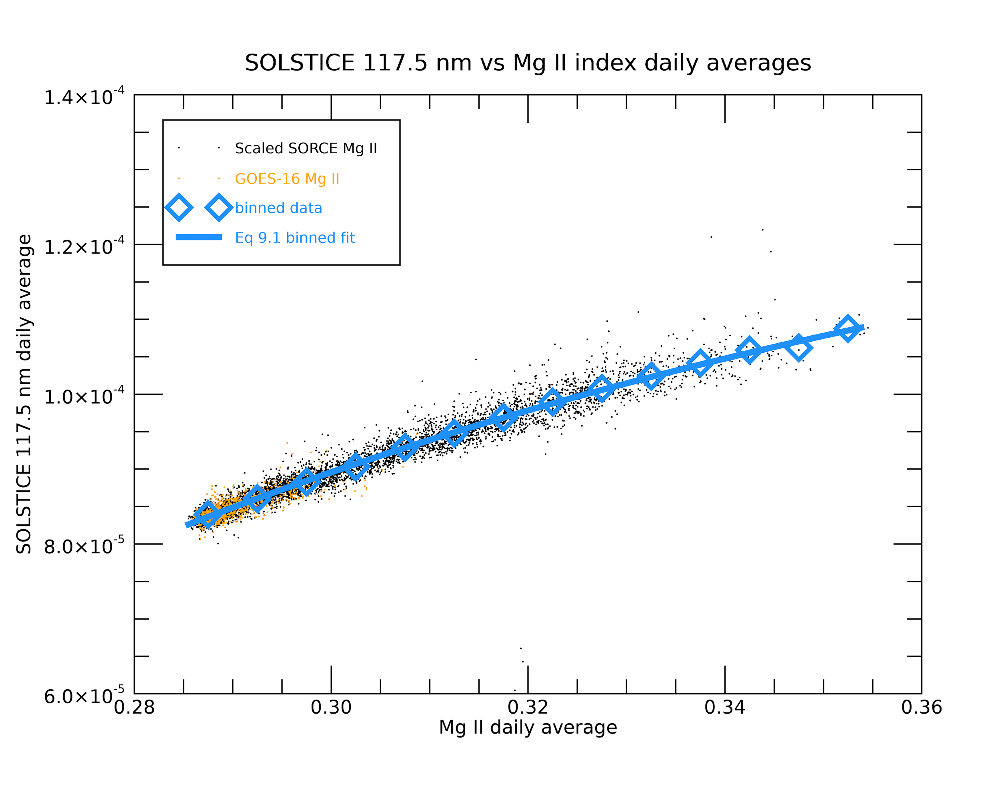 SOLSTICE 117.5 nm vs Mg II index daily averages
1.4×10⁻⁴
Scaled SORCE Mg II
GOES-16 Mg II
binned data
Eq 9.1 binned fit
1.2×10⁻⁴
1.0×10⁻⁴
8.0×10⁻⁵
6.0×10⁻⁵
SOLSTICE 117.5 nm daily average
0.28 0.30 0.32 0.34 0.36
Mg II daily average